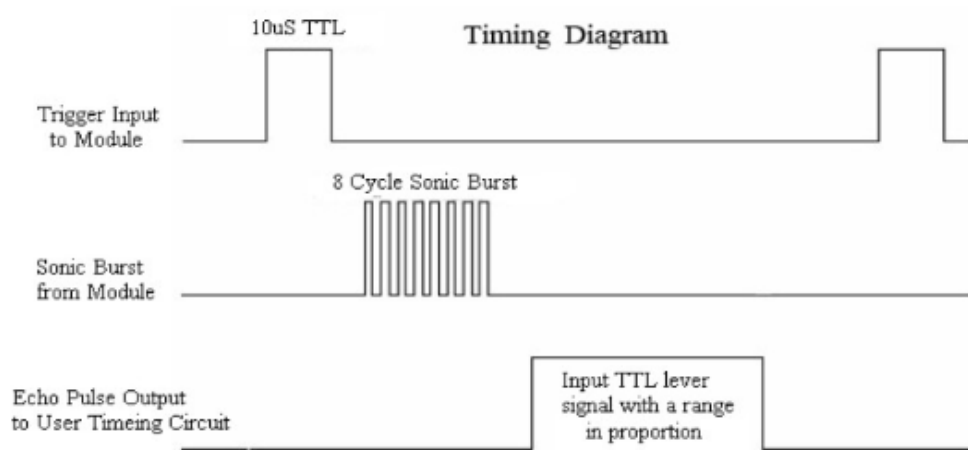 10uS TTL
Timing Diagram
Trigger Input
to Module
8 Cycle Sonic Burst
Sonic Burst
from Module
Echo Pulse Output
to User Timeing Circuit
Input TTL lever
signal with a range
in proportion